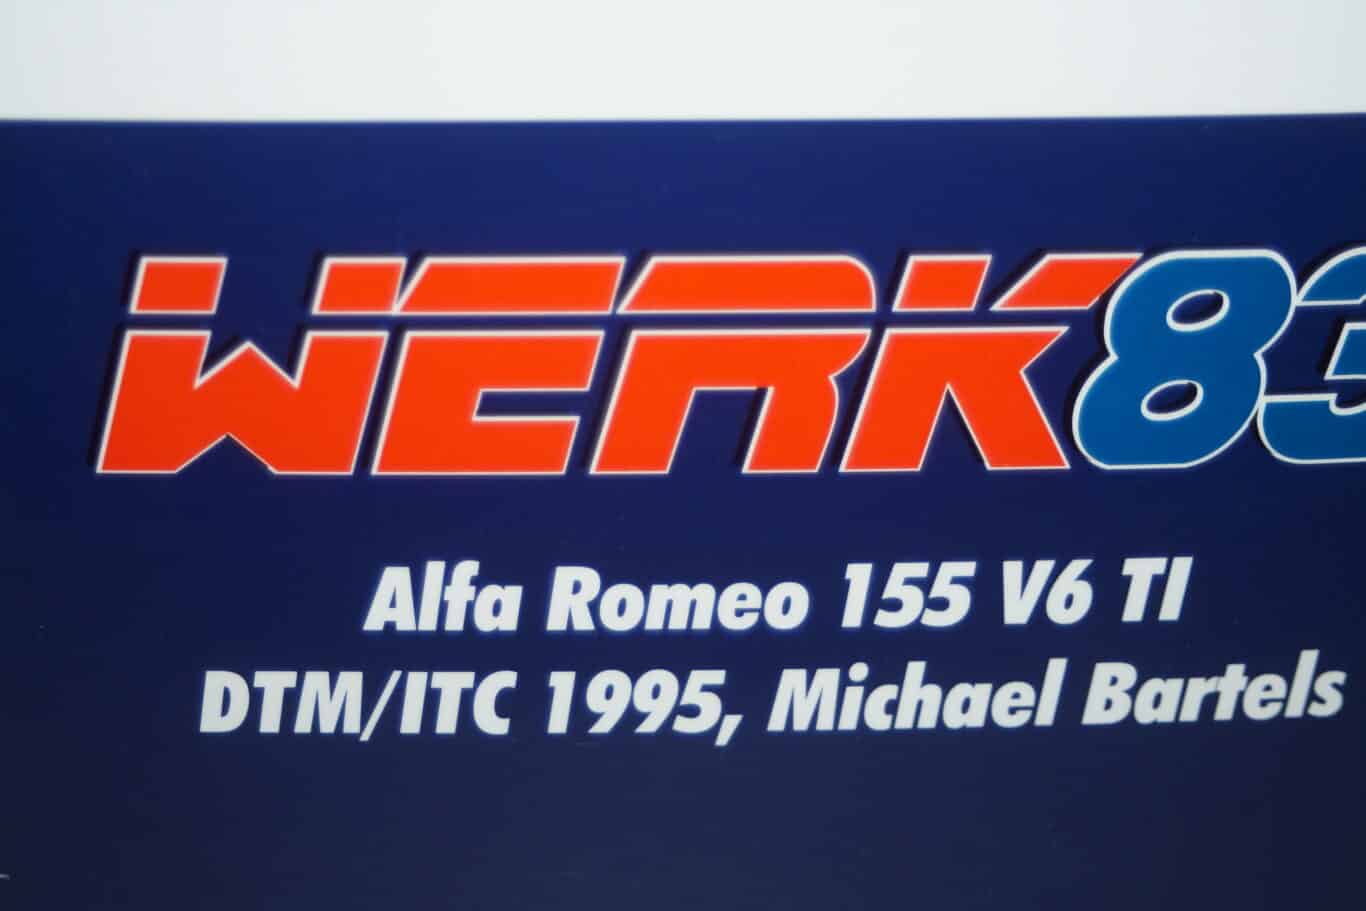 WERK83
Alfa Romeo 155 V6 TI
DTM/ITC 1995, Michael Bartels